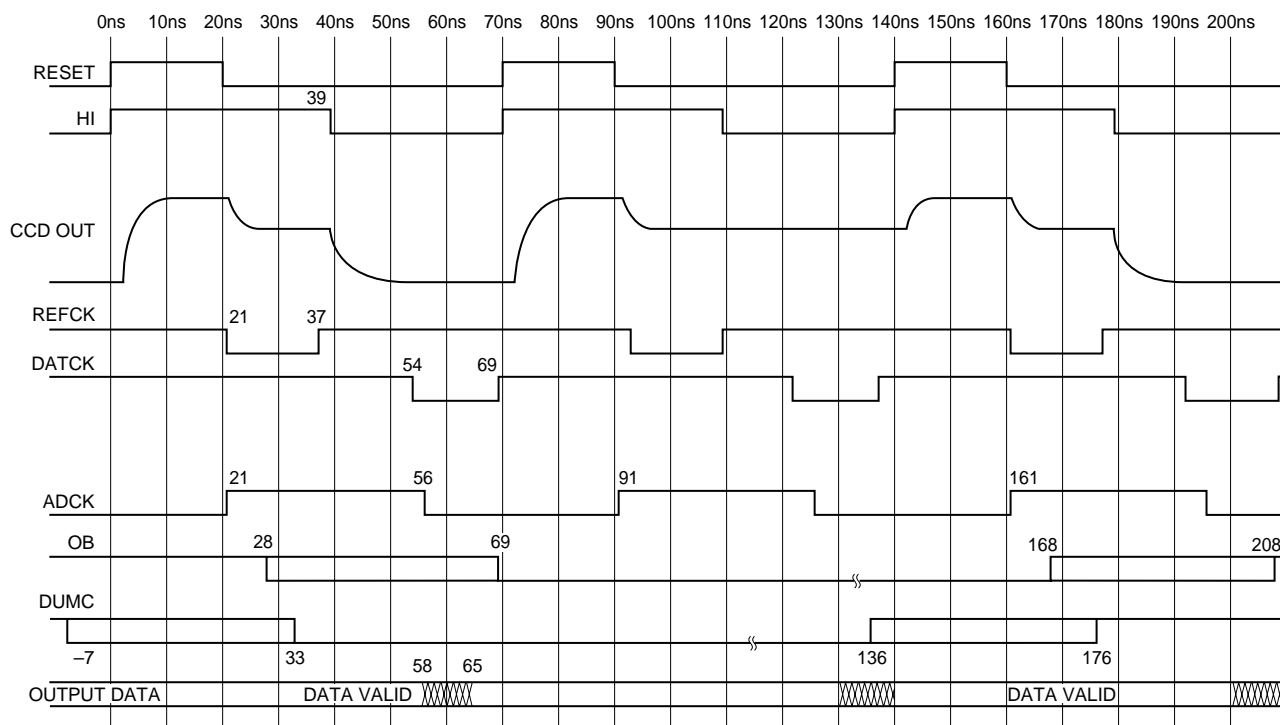 0ns 10ns 20ns 30ns 40ns 50ns 60ns 70ns 80ns 90ns 100ns 110ns 120ns 130ns 140ns 150ns 160ns 170ns 180ns 190ns 200ns
RESET
39
HI
CCD OUT
REFCK 21 37
DATCK 54 69
21 56 91 161
ADCK
OB 28 69 168 208
DUMC
–7 33 58 65 136 176
OUTPUT DATA DATA VALID DATA VALID